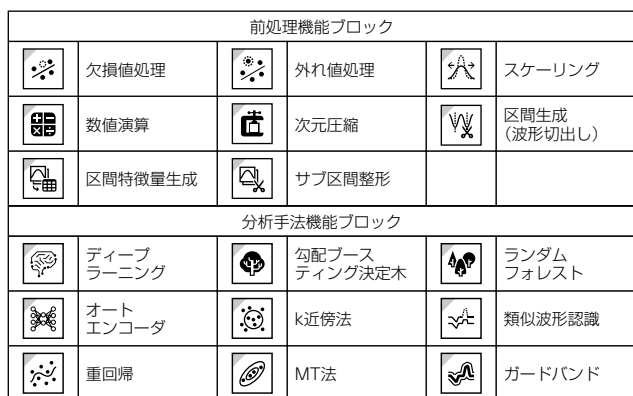 前処理機能ブロック
欠損値処理
外れ値処理
スケーリング
数値演算
次元圧縮
区間生成
（波形切出し）
区間特徴量生成
サブ区間整形
分析手法機能ブロック
ディープ
ラーニング
勾配ブース
ティング決定木
ランダム
フォレスト
オート
エンコーダ
k近傍法
類似波形認識
重回帰
MT法
ガードバンド